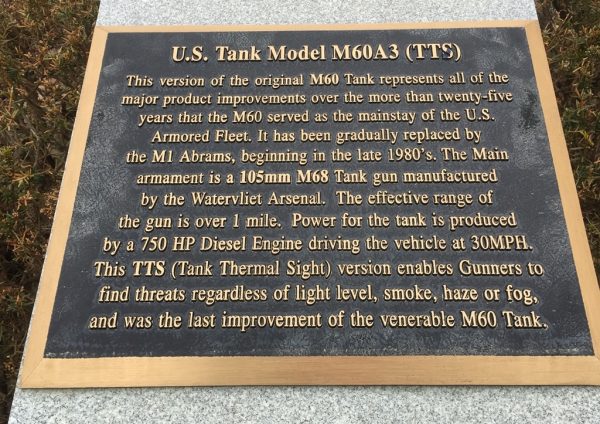 U.S. Tank Model M60A3 (TTS)
This version of the original M60 Tank represents all of the
major product improvements over the more than twenty-five
years that the M60 served as the mainstay of the U.S.
Armored Fleet. It has been gradually replaced by
the M1 Abrams, beginning in the late 1980's. The Main
armament is a 105mm M68 Tank gun manufactured
by the Watervliet Arsenal. The effective range of
the gun is over 1 mile. Power for the tank is produced
by a 750 HP Diesel Engine driving the vehicle at 30MPH.
This TTS (Tank Thermal Sight) version enables Gunners to
find threats regardless of light level, smoke, haze or fog,
and was the last improvement of the venerable M60 Tank.